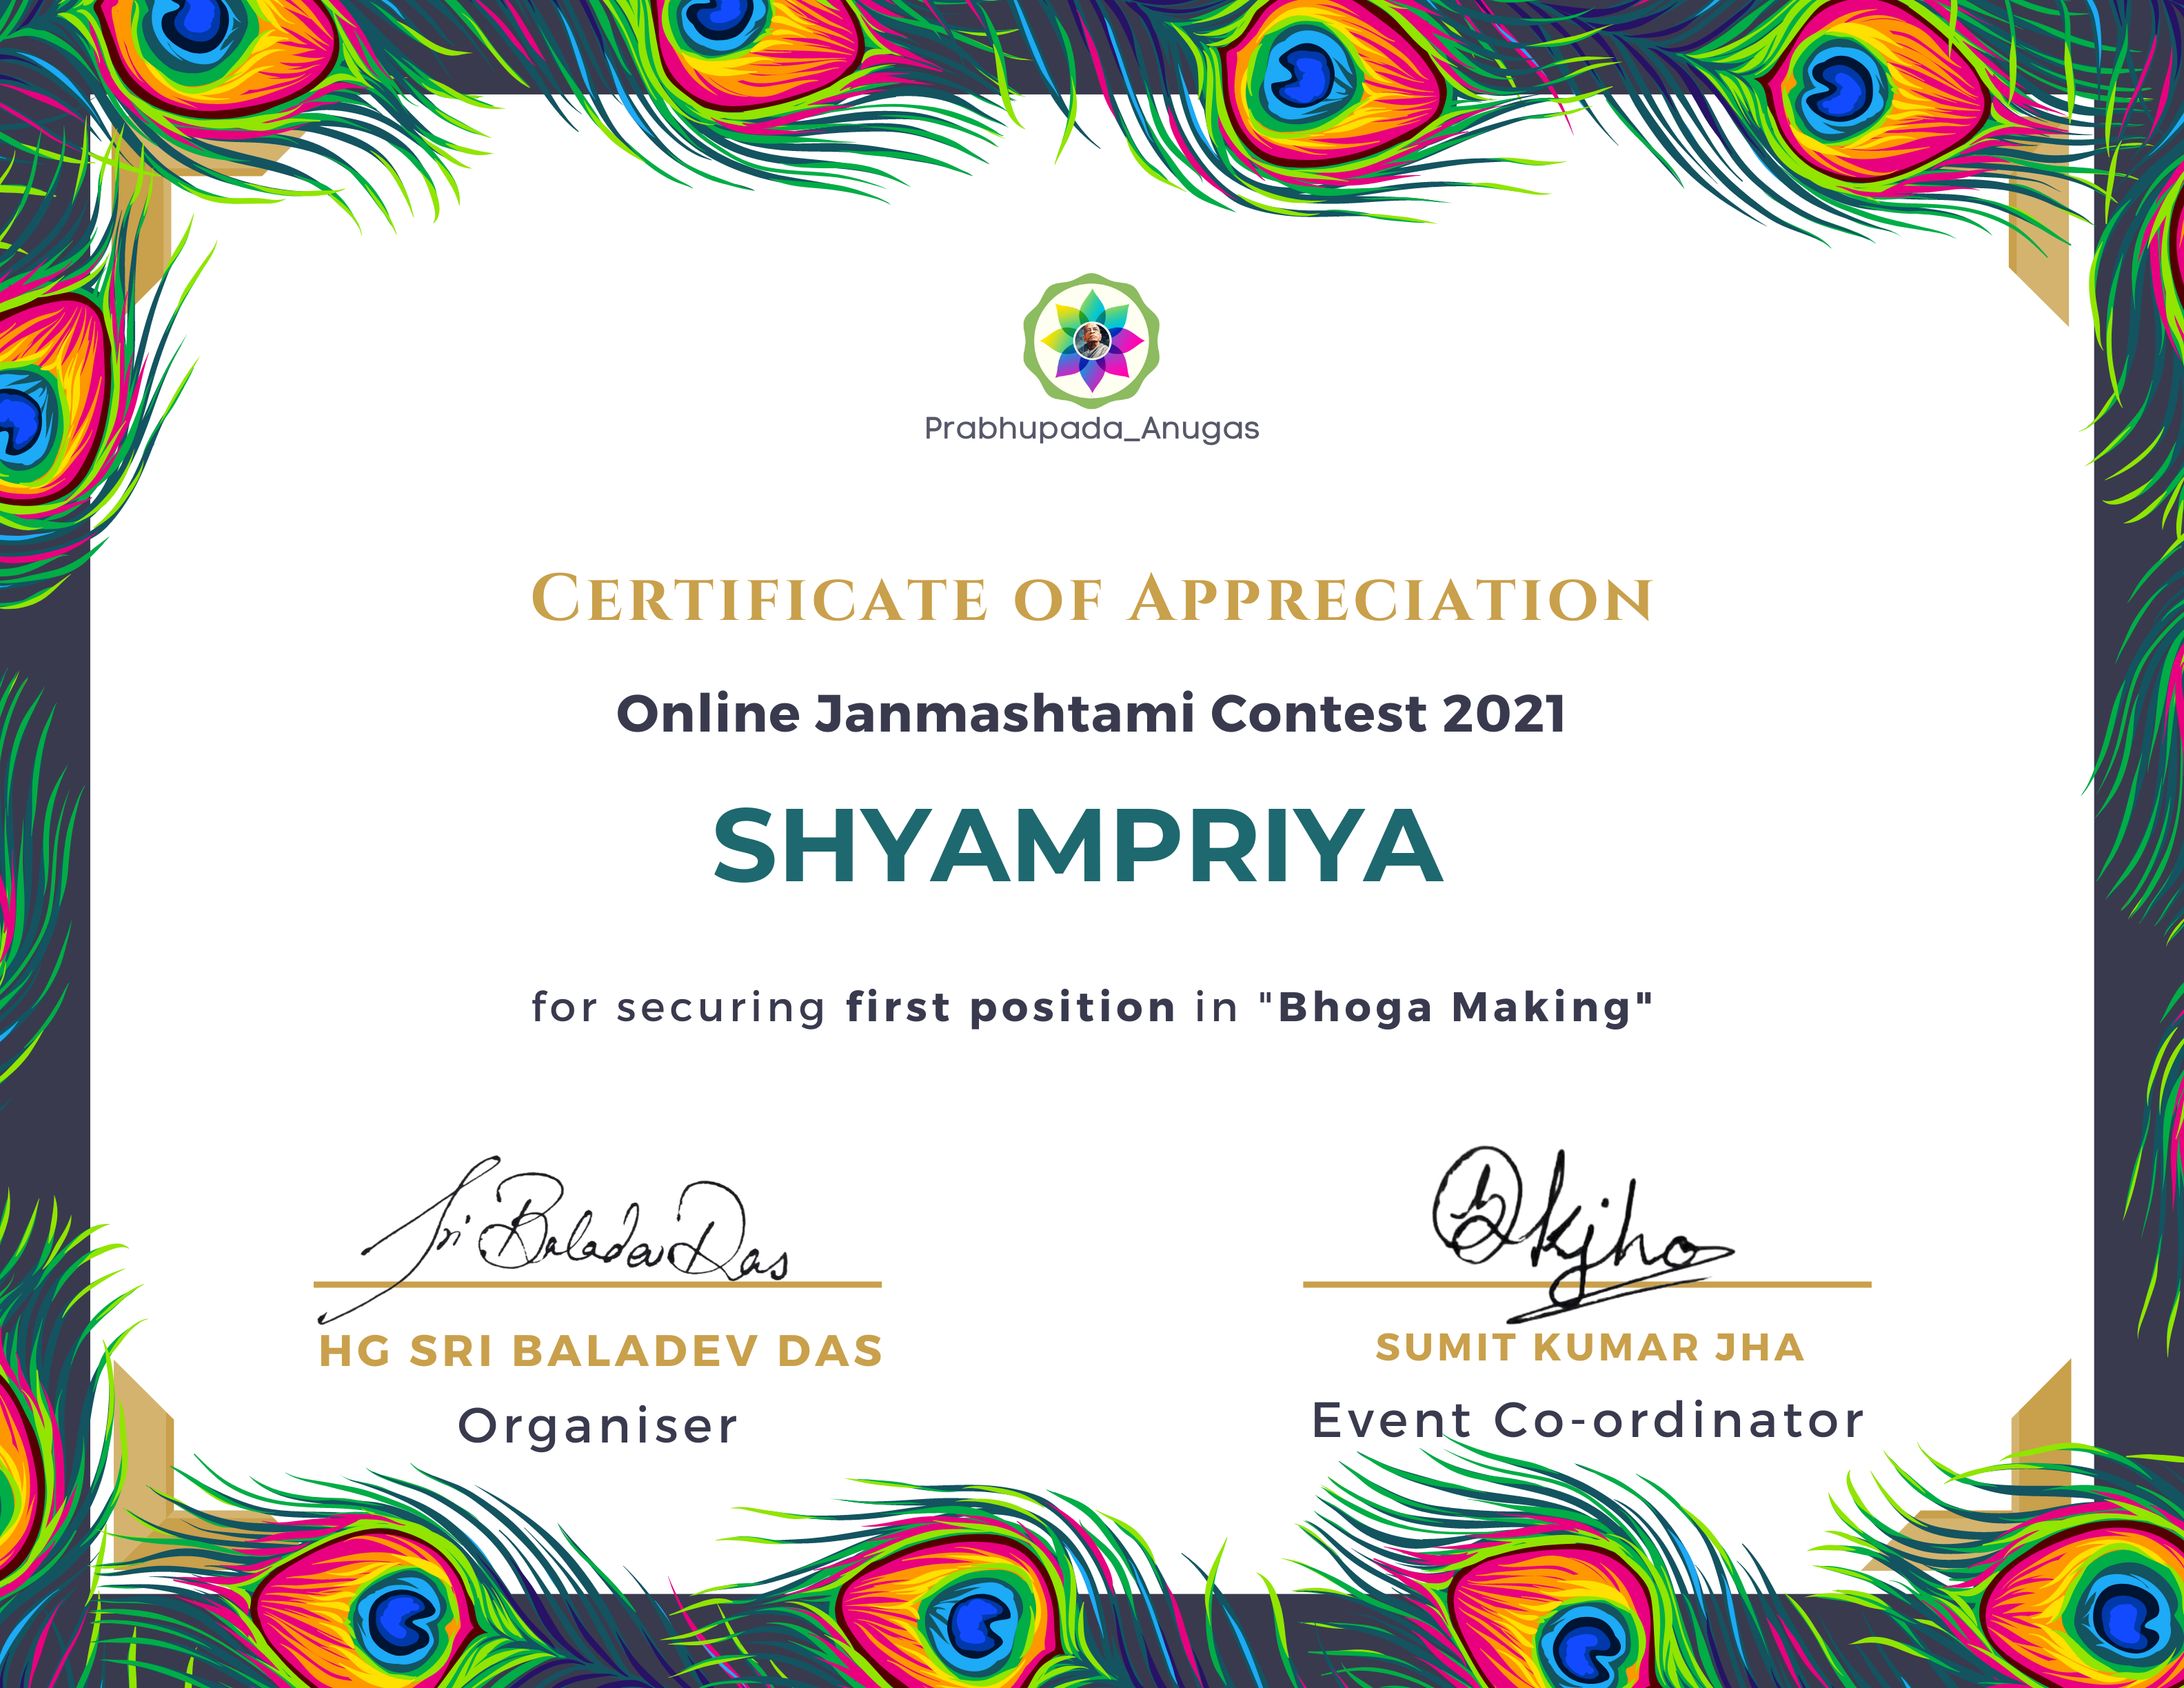 Prabhupada_Anugas
Certificate of Appreciation
Online Janmashtami Contest 2021
SHYAMPRIYA
for securing first position in "Bhoga Making"
Sri Baladev Das
Skjha
HG SRI BALADEV DAS
SUMIT KUMAR JHA
Organiser
Event Co-ordinator